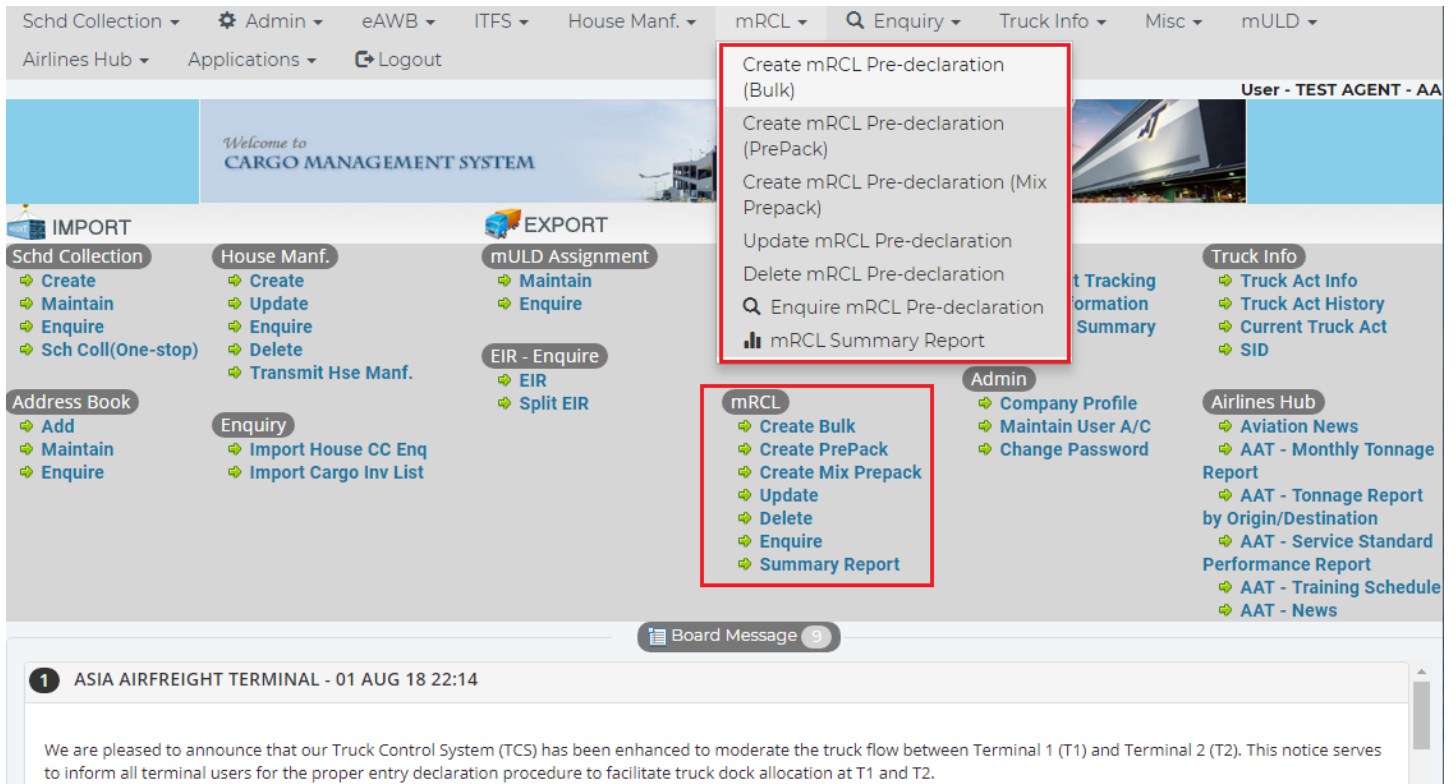 Schd Collection Admin eAWB ITFS House Manf. mRCL Enquiry Truck Info Misc mULD
Airlines Hub Applications Logout
Create mRCL Pre-declaration
(Bulk)
Create mRCL Pre-declaration
(PrePack)
Create mRCL Pre-declaration (Mix
Prepack)
Update mRCL Pre-declaration
Delete mRCL Pre-declaration
Enquire mRCL Pre-declaration
mRCL Summary Report
User - TEST AGENT - AA
Welcome to
CARGO MANAGEMENT SYSTEM
IMPORT
Schd Collection
Create
Maintain
Enquire
Sch Coll(One-stop)
Address Book
Add
Maintain
Enquire
House Manf.
Create
Update
Enquire
Delete
Transmit Hse Manf.
Enquiry
Import House CC Enq
Import Cargo Inv List
EXPORT
mULD Assignment
Maintain
Enquire
EIR - Enquire
EIR
Split EIR
mRCL
Create Bulk
Create PrePack
Create Mix Prepack
Update
Delete
Enquire
Summary Report
t Tracking
formation
Summary
Admin
Company Profile
Maintain User A/C
Change Password
Truck Info
Truck Act Info
Truck Act History
Current Truck Act
SID
Airlines Hub
Aviation News
AAT - Monthly Tonnage
Report
AAT - Tonnage Report
by Origin/Destination
AAT - Service Standard
Performance Report
AAT - Training Schedule
AAT - News
Board Message 9
1 ASIA AIRFREIGHT TERMINAL - 01 AUG 18 22:14
We are pleased to announce that our Truck Control System (TCS) has been enhanced to moderate the truck flow between Terminal 1 (T1) and Terminal 2 (T2). This notice serves
to inform all terminal users for the proper entry declaration procedure to facilitate truck dock allocation at T1 and T2.